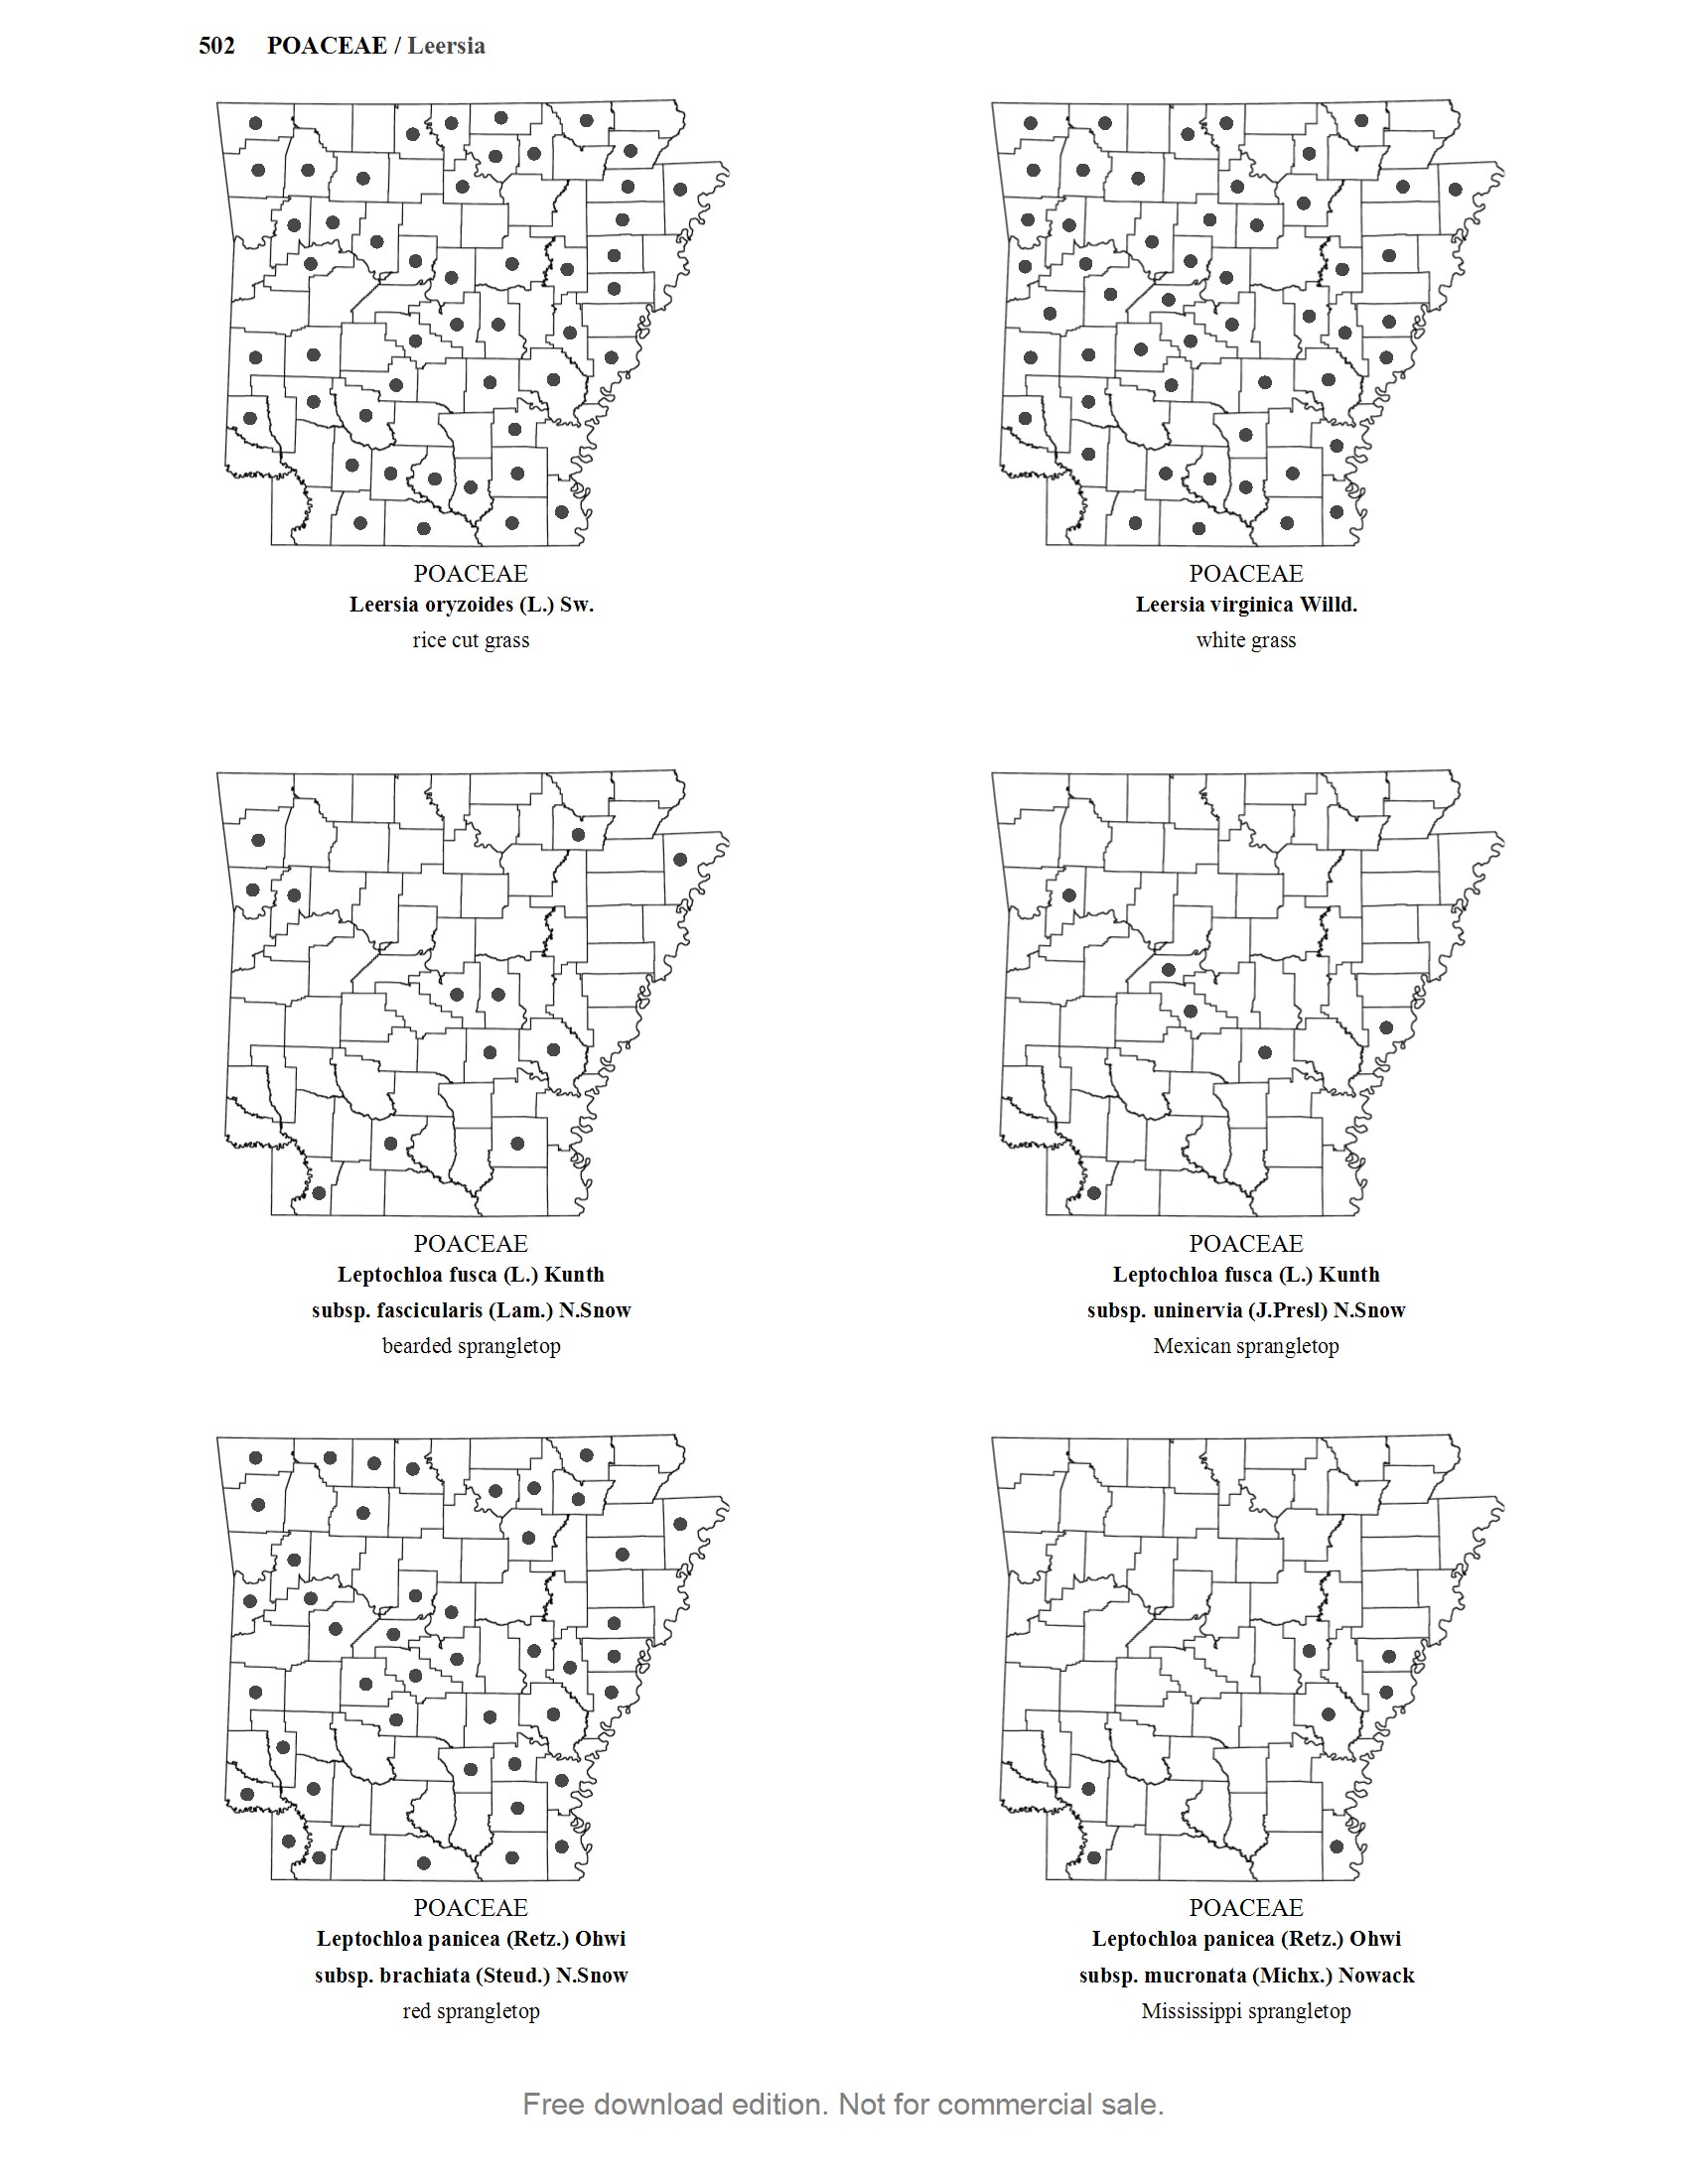 502 POACEAE / Leersia
POACEAE
Leersia oryzoides (L.) Sw.
rice cut grass
POACEAE
Leersia virginica Willd.
white grass
POACEAE
Leptochloa fusca (L.) Kunth
subsp. fascicularis (Lam.) N.Snow
bearded sprangletop
POACEAE
Leptochloa fusca (L.) Kunth
subsp. uninervia (J.Presl) N.Snow
Mexican sprangletop
POACEAE
Leptochloa panicea (Retz.) Ohwi
subsp. brachiata (Steud.) N.Snow
red sprangletop
POACEAE
Leptochloa panicea (Retz.) Ohwi
subsp. mucronata (Michx.) Nowack
Mississippi sprangletop
Free download edition. Not for commercial sale.